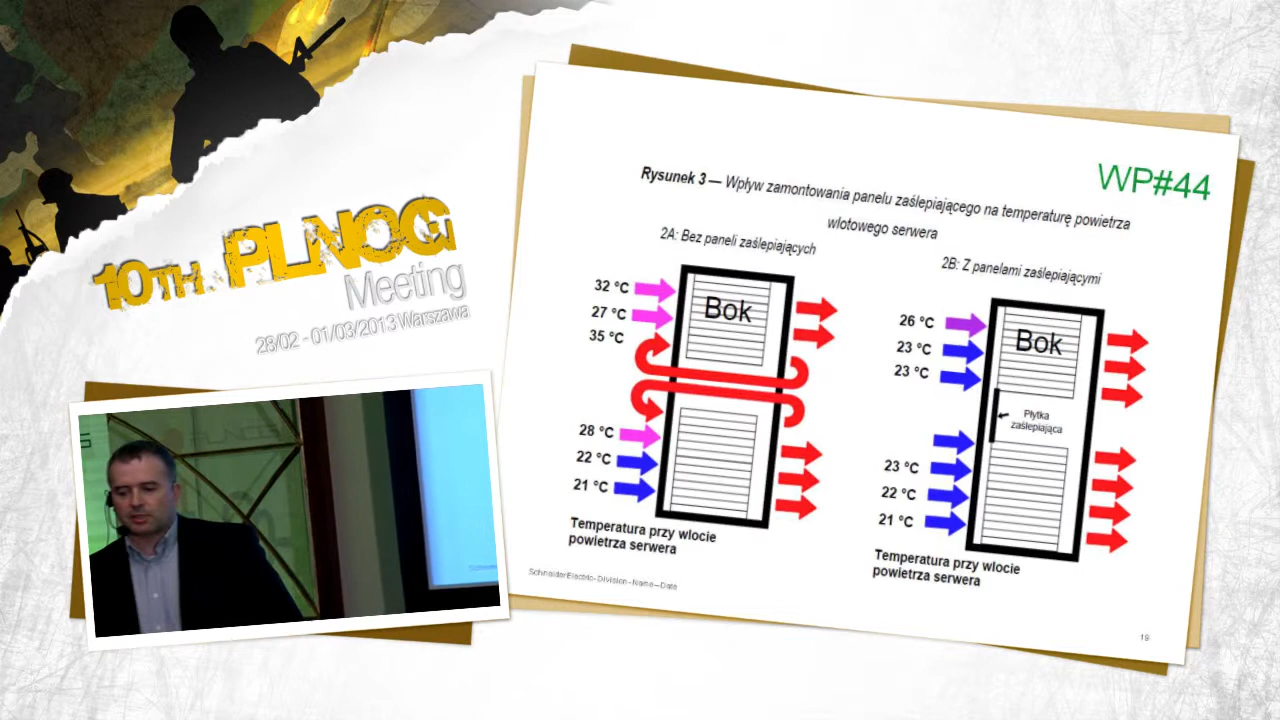 10TH PLNOG
Meeting
28/02 - 01/03/2013 Warszawa
WP#44
Rysunek 3 — Wpływ zamontowania panelu zaślepiającego na temperaturę powietrza
wlotowego serwera
2A: Bez paneli zaślepiających
32 °C
27 °C
35 °C
Bok
28 °C
22 °C
21 °C
Temperatura przy wlocie
powietrza serwera
2B: Z panelami zaślepiającymi
26 °C
23 °C
23 °C
Bok
Płytka
zaślepiająca
23 °C
22 °C
21 °C
Temperatura przy wlocie
powietrza serwera
Schneider Electric - Division - Name – Date
19